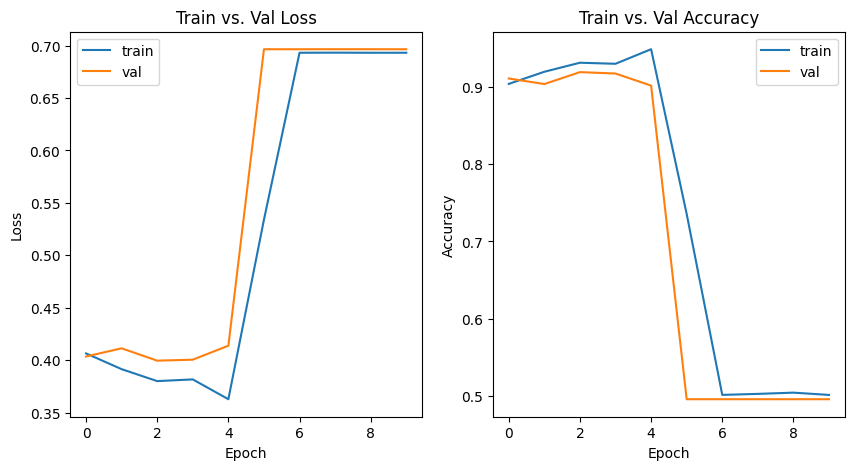 Train vs. Val Loss
train
val
0.70
0.65
0.60
0.55
0.50
0.45
0.40
0.35
Loss
0
2
4
6
8
Epoch
Train vs. Val Accuracy
train
val
0.9
0.8
0.7
0.6
0.5
Accuracy
0
2
4
6
8
Epoch